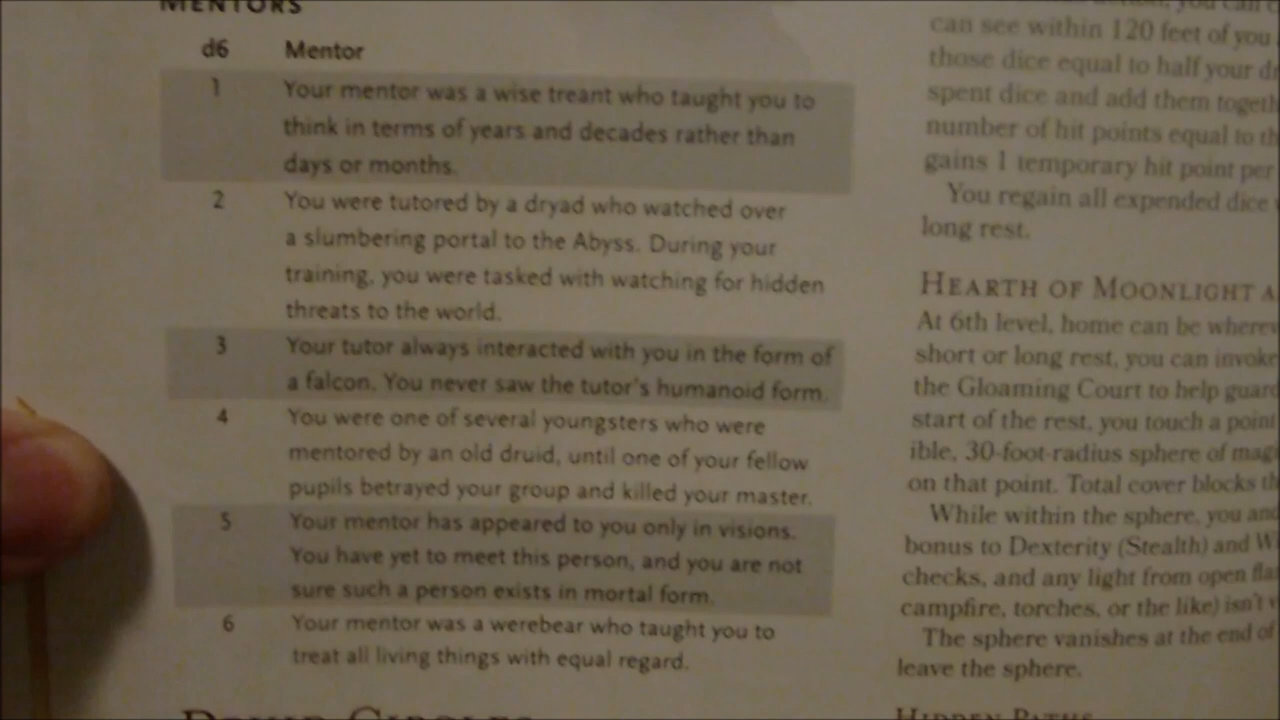 MENTORS
d6 Mentor
1 Your mentor was a wise treant who taught you to
think in terms of years and decades rather than
days or months.
2 You were tutored by a dryad who watched over
a slumbering portal to the Abyss. During your
training, you were tasked with watching for hidden
threats to the world.
3 Your tutor always interacted with you in the form of
a falcon. You never saw the tutor's humanoid form.
4 You were one of several youngsters who were
mentored by an old druid, until one of your fellow
pupils betrayed your group and killed your master.
5 Your mentor has appeared to you only in visions.
You have yet to meet this person, and you are not
sure such a person exists in mortal form.
6 Your mentor was a werebear who taught you to
treat all living things with equal regard.
DRUID CIRCLES
you can
can see within 120 feet of you
those dice equal to half your
spent dice and add them
number of hit points equal to
gains 1 temporary hit point per
You regain all expended dice
long rest.
HEARTH OF MOONLIGHT
At 6th level, home can be
short or long rest, you can invoke
the Gloaming Court to help
start of the rest, you touch a point
ible, 30-foot-radius sphere of
on that point. Total cover blocks
While within the sphere, you
bonus to Dexterity (Stealth) and
checks, and any light from open
campfire, torches, or the like) isn't
The sphere vanishes at the end of
leave the sphere.
HIDDEN PATHS